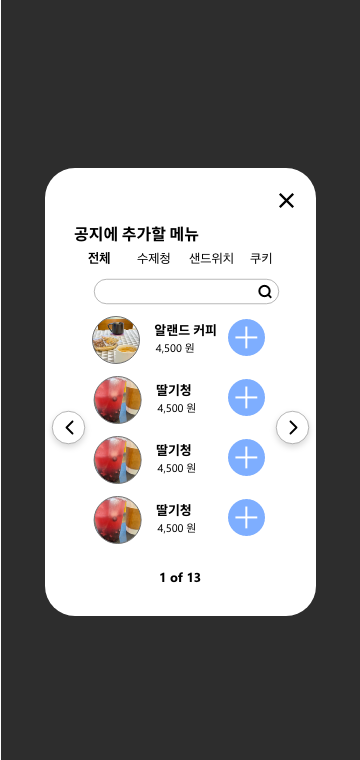 공지에 추가할 메뉴
전체 수제청 샌드위치 쿠키
알랜드 커피
4,500 원
딸기청
4,500 원
딸기청
4,500 원
딸기청
4,500 원
1 of 13